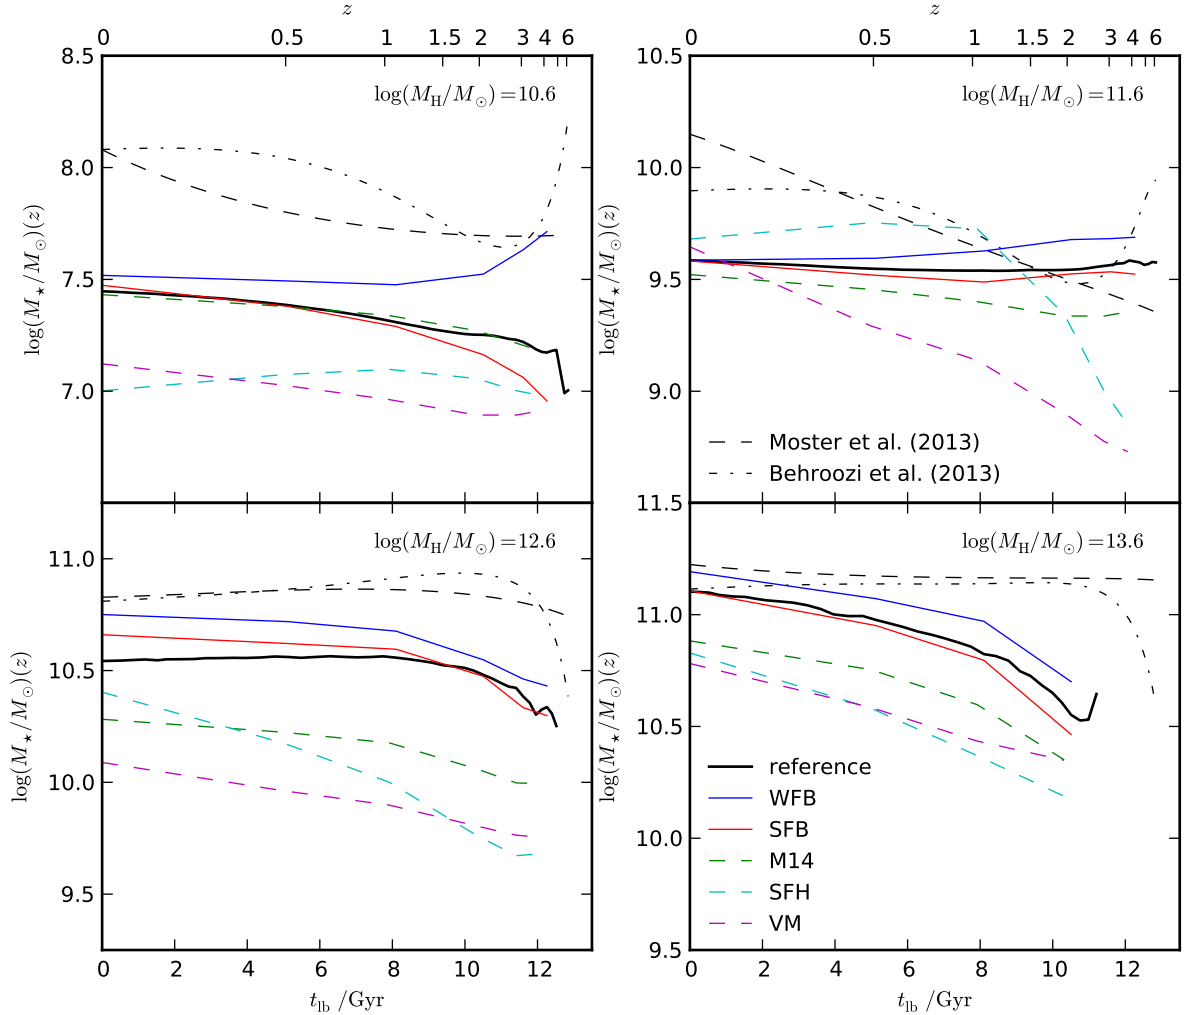 z z
0 0.5 1 1.5 2 3 4 6 0 0.5 1 1.5 2 3 4 6
8.5 10.5
log(M_H/M_⊙)=10.6 log(M_H/M_⊙)=11.6
8.0 10.0
7.5 9.5
log(M_⋆/M_⊙)(z) log(M_⋆/M_⊙)(z)
7.0 9.0
Moster et al. (2013)
Behroozi et al. (2013)
11.5
log(M_H/M_⊙)=12.6 log(M_H/M_⊙)=13.6
11.0 11.0
10.5 10.5
log(M_⋆/M_⊙)(z) log(M_⋆/M_⊙)(z)
reference
WFB
SFB
M14
SFH
VM
10.0 10.0
9.5 9.5
0 2 4 6 8 10 12 0 2 4 6 8 10 12
t_lb /Gyr t_lb /Gyr